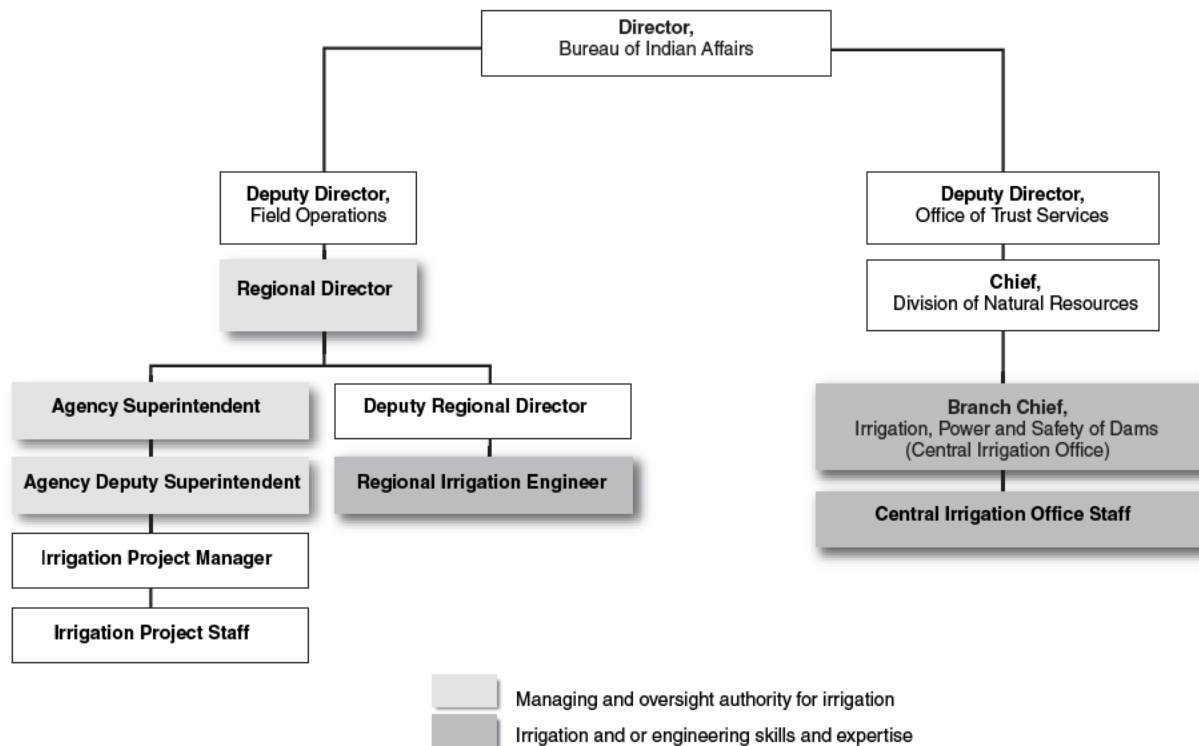 Director,
Bureau of Indian Affairs
Deputy Director,
Field Operations
Deputy Director,
Office of Trust Services
Regional Director
Chief,
Division of Natural Resources
Agency Superintendent
Deputy Regional Director
Branch Chief,
Irrigation, Power and Safety of Dams
(Central Irrigation Office)
Agency Deputy Superintendent
Regional Irrigation Engineer
Central Irrigation Office Staff
Irrigation Project Manager
Irrigation Project Staff
Managing and oversight authority for irrigation
Irrigation and or engineering skills and expertise